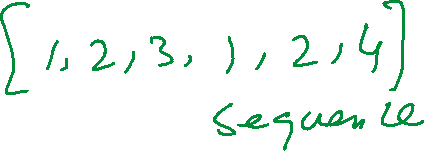 [1, 2, 3, 1, 2, 4]
sequence